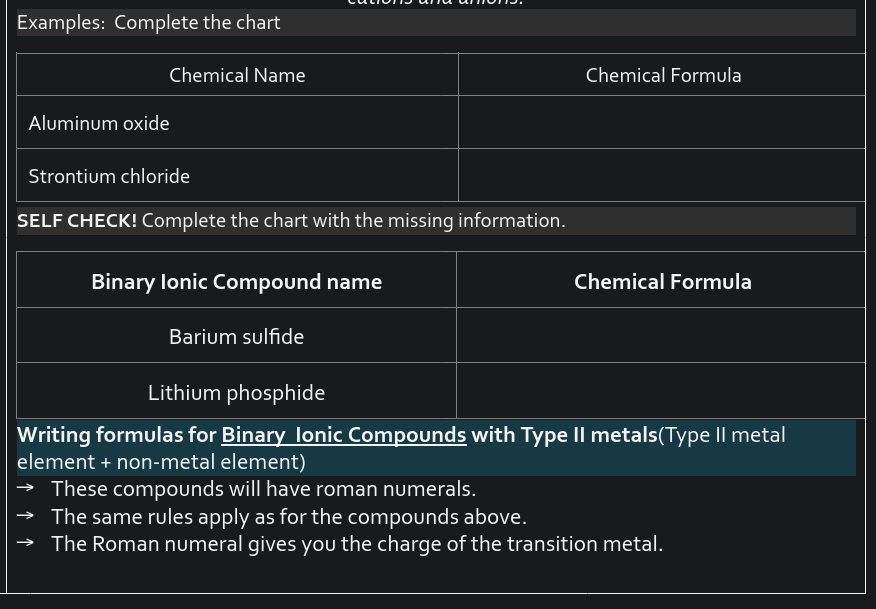 cations and anions.
Examples:  Complete the chart
Chemical Name
Chemical Formula
Aluminum oxide
Strontium chloride
SELF CHECK! Complete the chart with the missing information.
Binary Ionic Compound name
Chemical Formula
Barium sulfide
Lithium phosphide
Writing formulas for Binary  Ionic Compounds with Type II metals(Type II metal
element + non-metal element)
→ These compounds will have roman numerals.
→ The same rules apply as for the compounds above.
→ The Roman numeral gives you the charge of the transition metal.